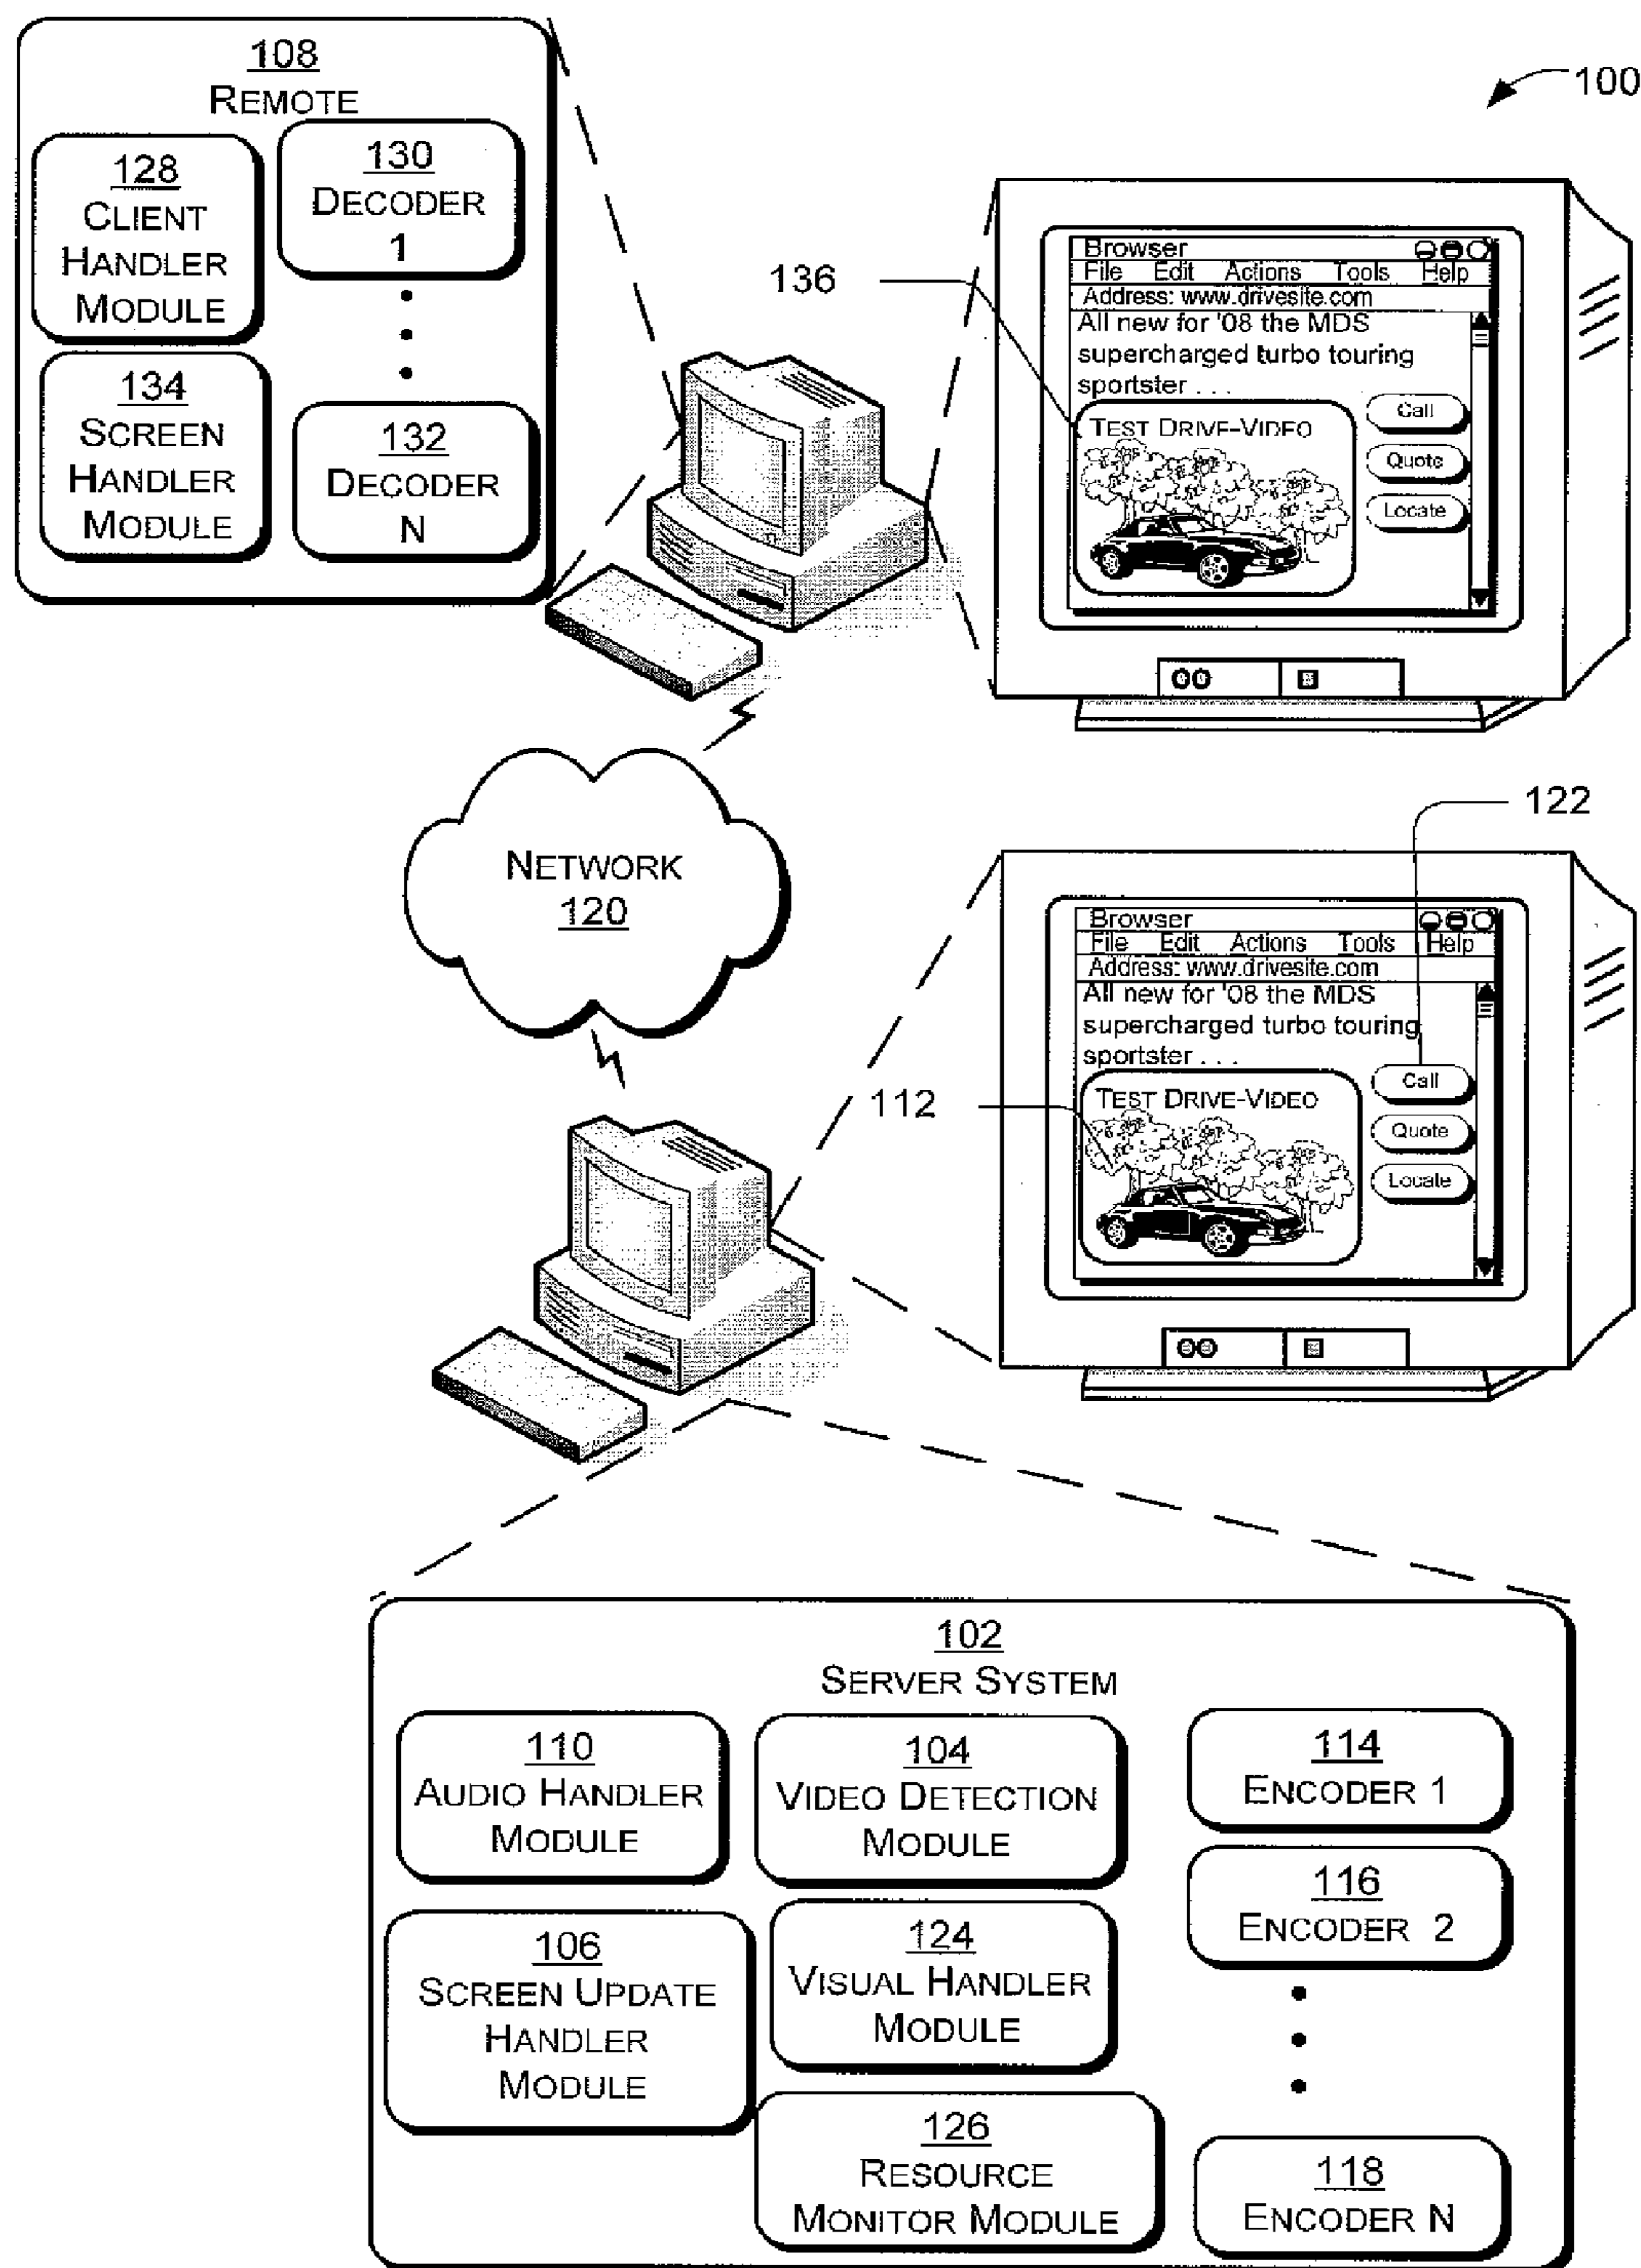 108
REMOTE
128
CLIENT
HANDLER
MODULE
130
DECODER
1
134
SCREEN
HANDLER
MODULE
132
DECODER
N
100
136
Browser
File Edit Actions Tools Help
Address: www.drivesite.com
All new for '08 the MDS
supercharged turbo touring
sportster . . .
TEST DRIVE-VIDEO
Call
Quote
Locate
NETWORK
120
122
Browser
File Edit Actions Tools Help
Address: www.drivesite.com
All new for '08 the MDS
supercharged turbo touring
sportster . . .
112
TEST DRIVE-VIDEO
Call
Quote
Locate
102
SERVER SYSTEM
110
AUDIO HANDLER
MODULE
104
VIDEO DETECTION
MODULE
114
ENCODER 1
106
SCREEN UPDATE
HANDLER
MODULE
124
VISUAL HANDLER
MODULE
116
ENCODER 2
126
RESOURCE
MONITOR MODULE
118
ENCODER N